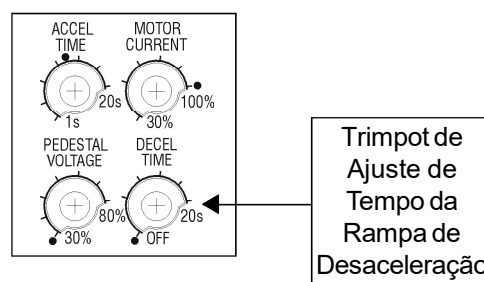 ACCEL
TIME
MOTOR
CURRENT
20s
1s
100%
30%
PEDESTAL
VOLTAGE
DECEL
TIME
80%
30%
20s
OFF
Trimpot de
Ajuste de
Tempo da
Rampa de
Desaceleração